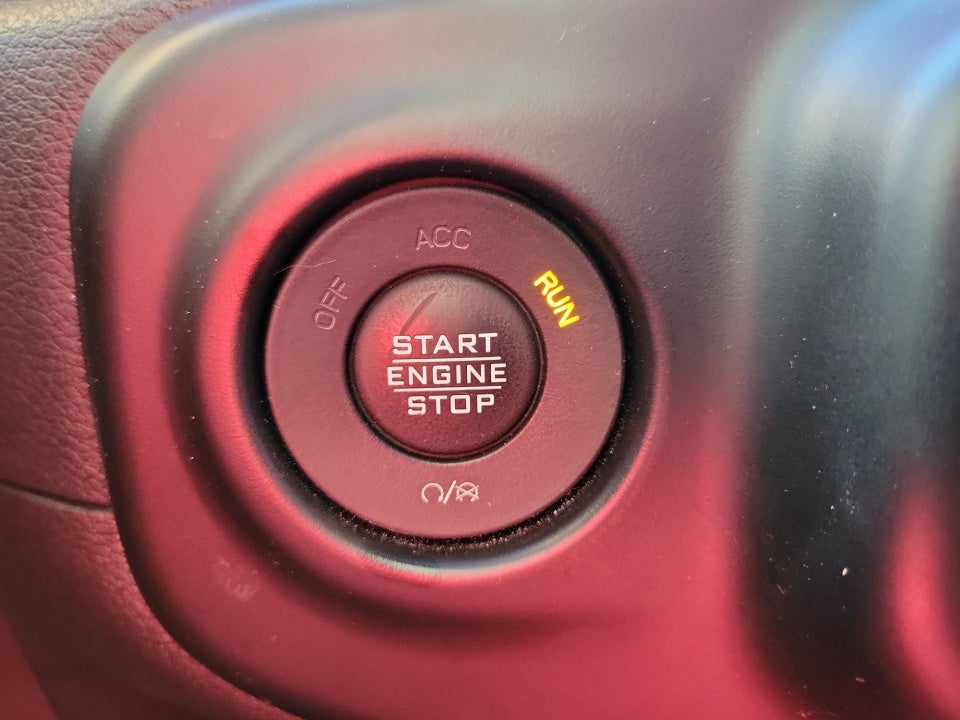 OFF
ACC
RUN
START
ENGINE
STOP